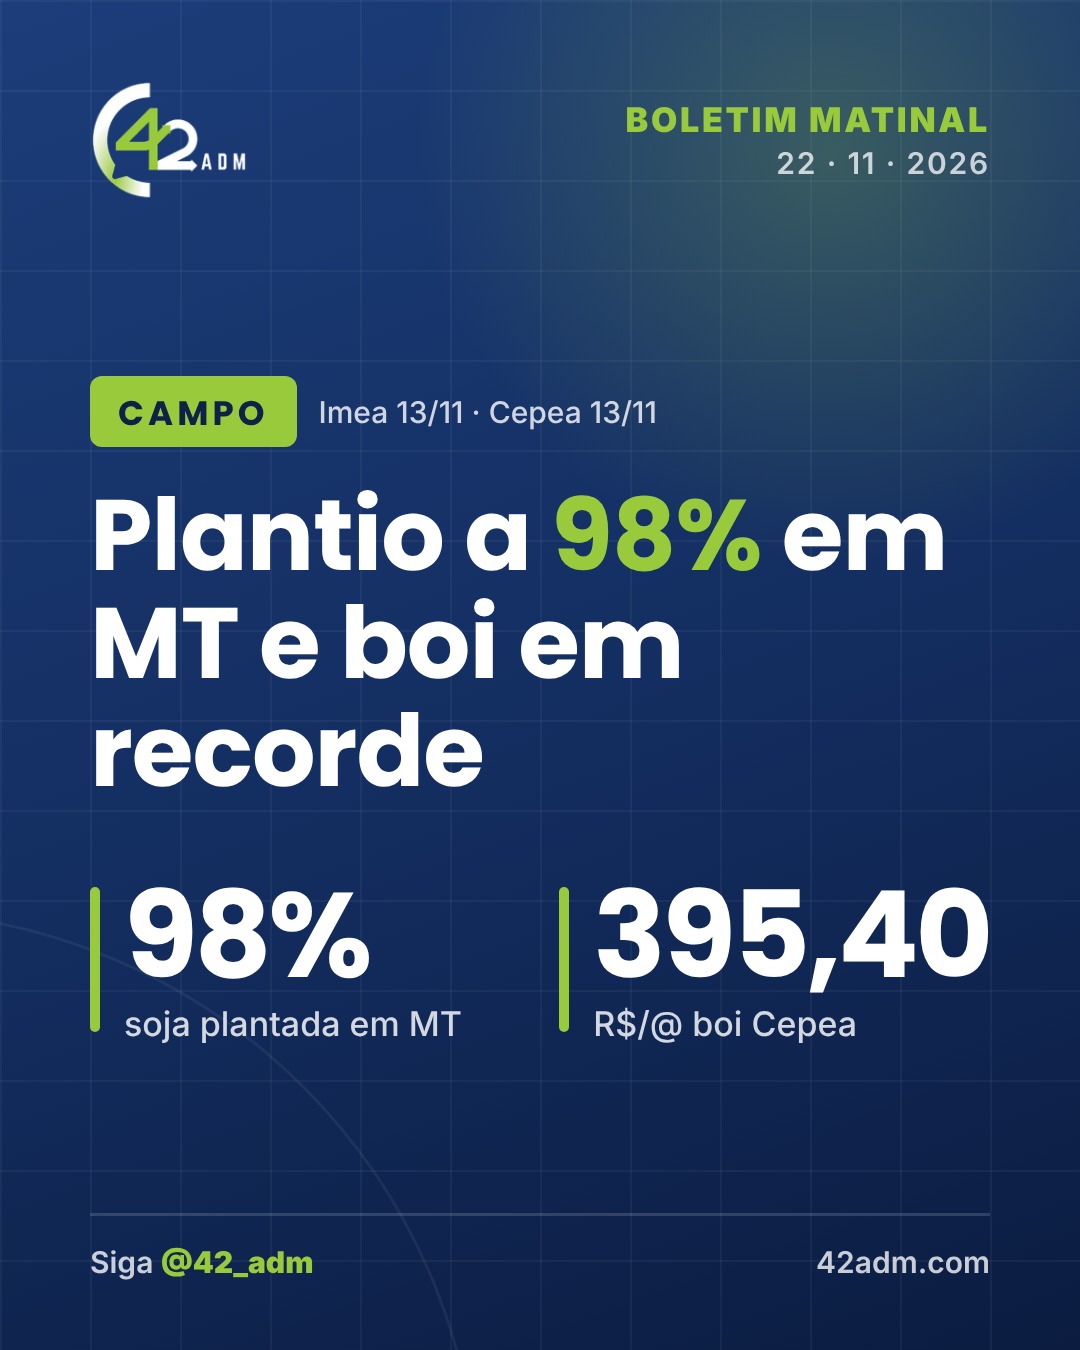 42 ADM
BOLETIM MATINAL
22 · 11 · 2026
CAMPO
Imea 13/11 · Cepea 13/11
Plantio a 98% em
MT e boi em
recorde
98%
soja plantada em MT
395,40
R$/@ boi Cepea
Siga @42_adm
42adm.com